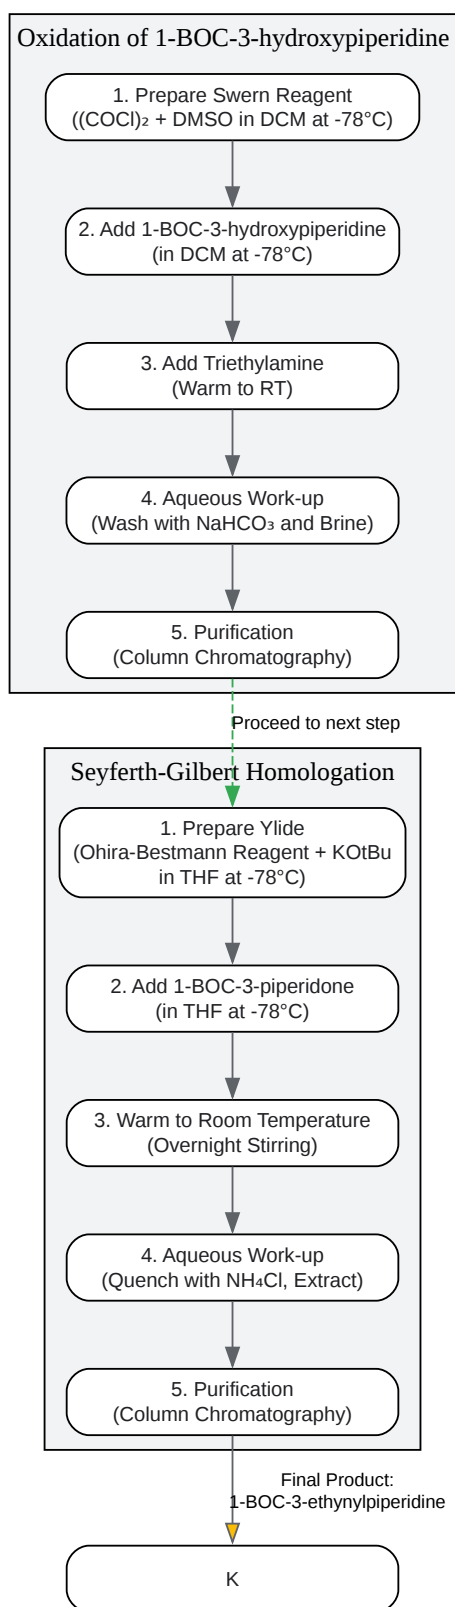 Oxidation of 1-BOC-3-hydroxypiperidine
1. Prepare Swern Reagent
((COCl)₂ + DMSO in DCM at -78°C)
2. Add 1-BOC-3-hydroxypiperidine
(in DCM at -78°C)
3. Add Triethylamine
(Warm to RT)
4. Aqueous Work-up
(Wash with NaHCO₃ and Brine)
5. Purification
(Column Chromatography)
Proceed to next step
Seyferth-Gilbert Homologation
1. Prepare Ylide
(Ohira-Bestmann Reagent + KOtBu
in THF at -78°C)
2. Add 1-BOC-3-piperidone
(in THF at -78°C)
3. Warm to Room Temperature
(Overnight Stirring)
4. Aqueous Work-up
(Quench with NH₄Cl, Extract)
5. Purification
(Column Chromatography)
Final Product:
1-BOC-3-ethynylpiperidine
K